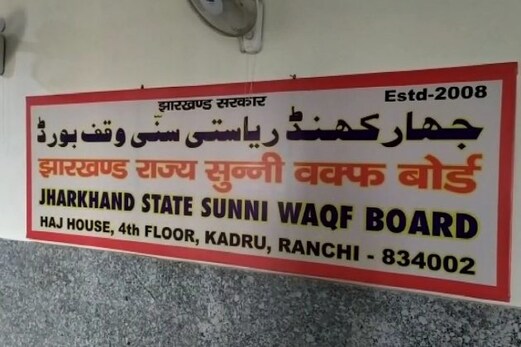 झारखण्ड सरकार
Estd-2008
جھارکھنڈ ریاستی سنی وقف بورڈ
झारखण्ड राज्य सुन्नी वक्फ बोर्ड
JHARKHAND STATE SUNNI WAQF BOARD
HAJ HOUSE, 4th FLOOR, KADRU, RANCHI - 834002